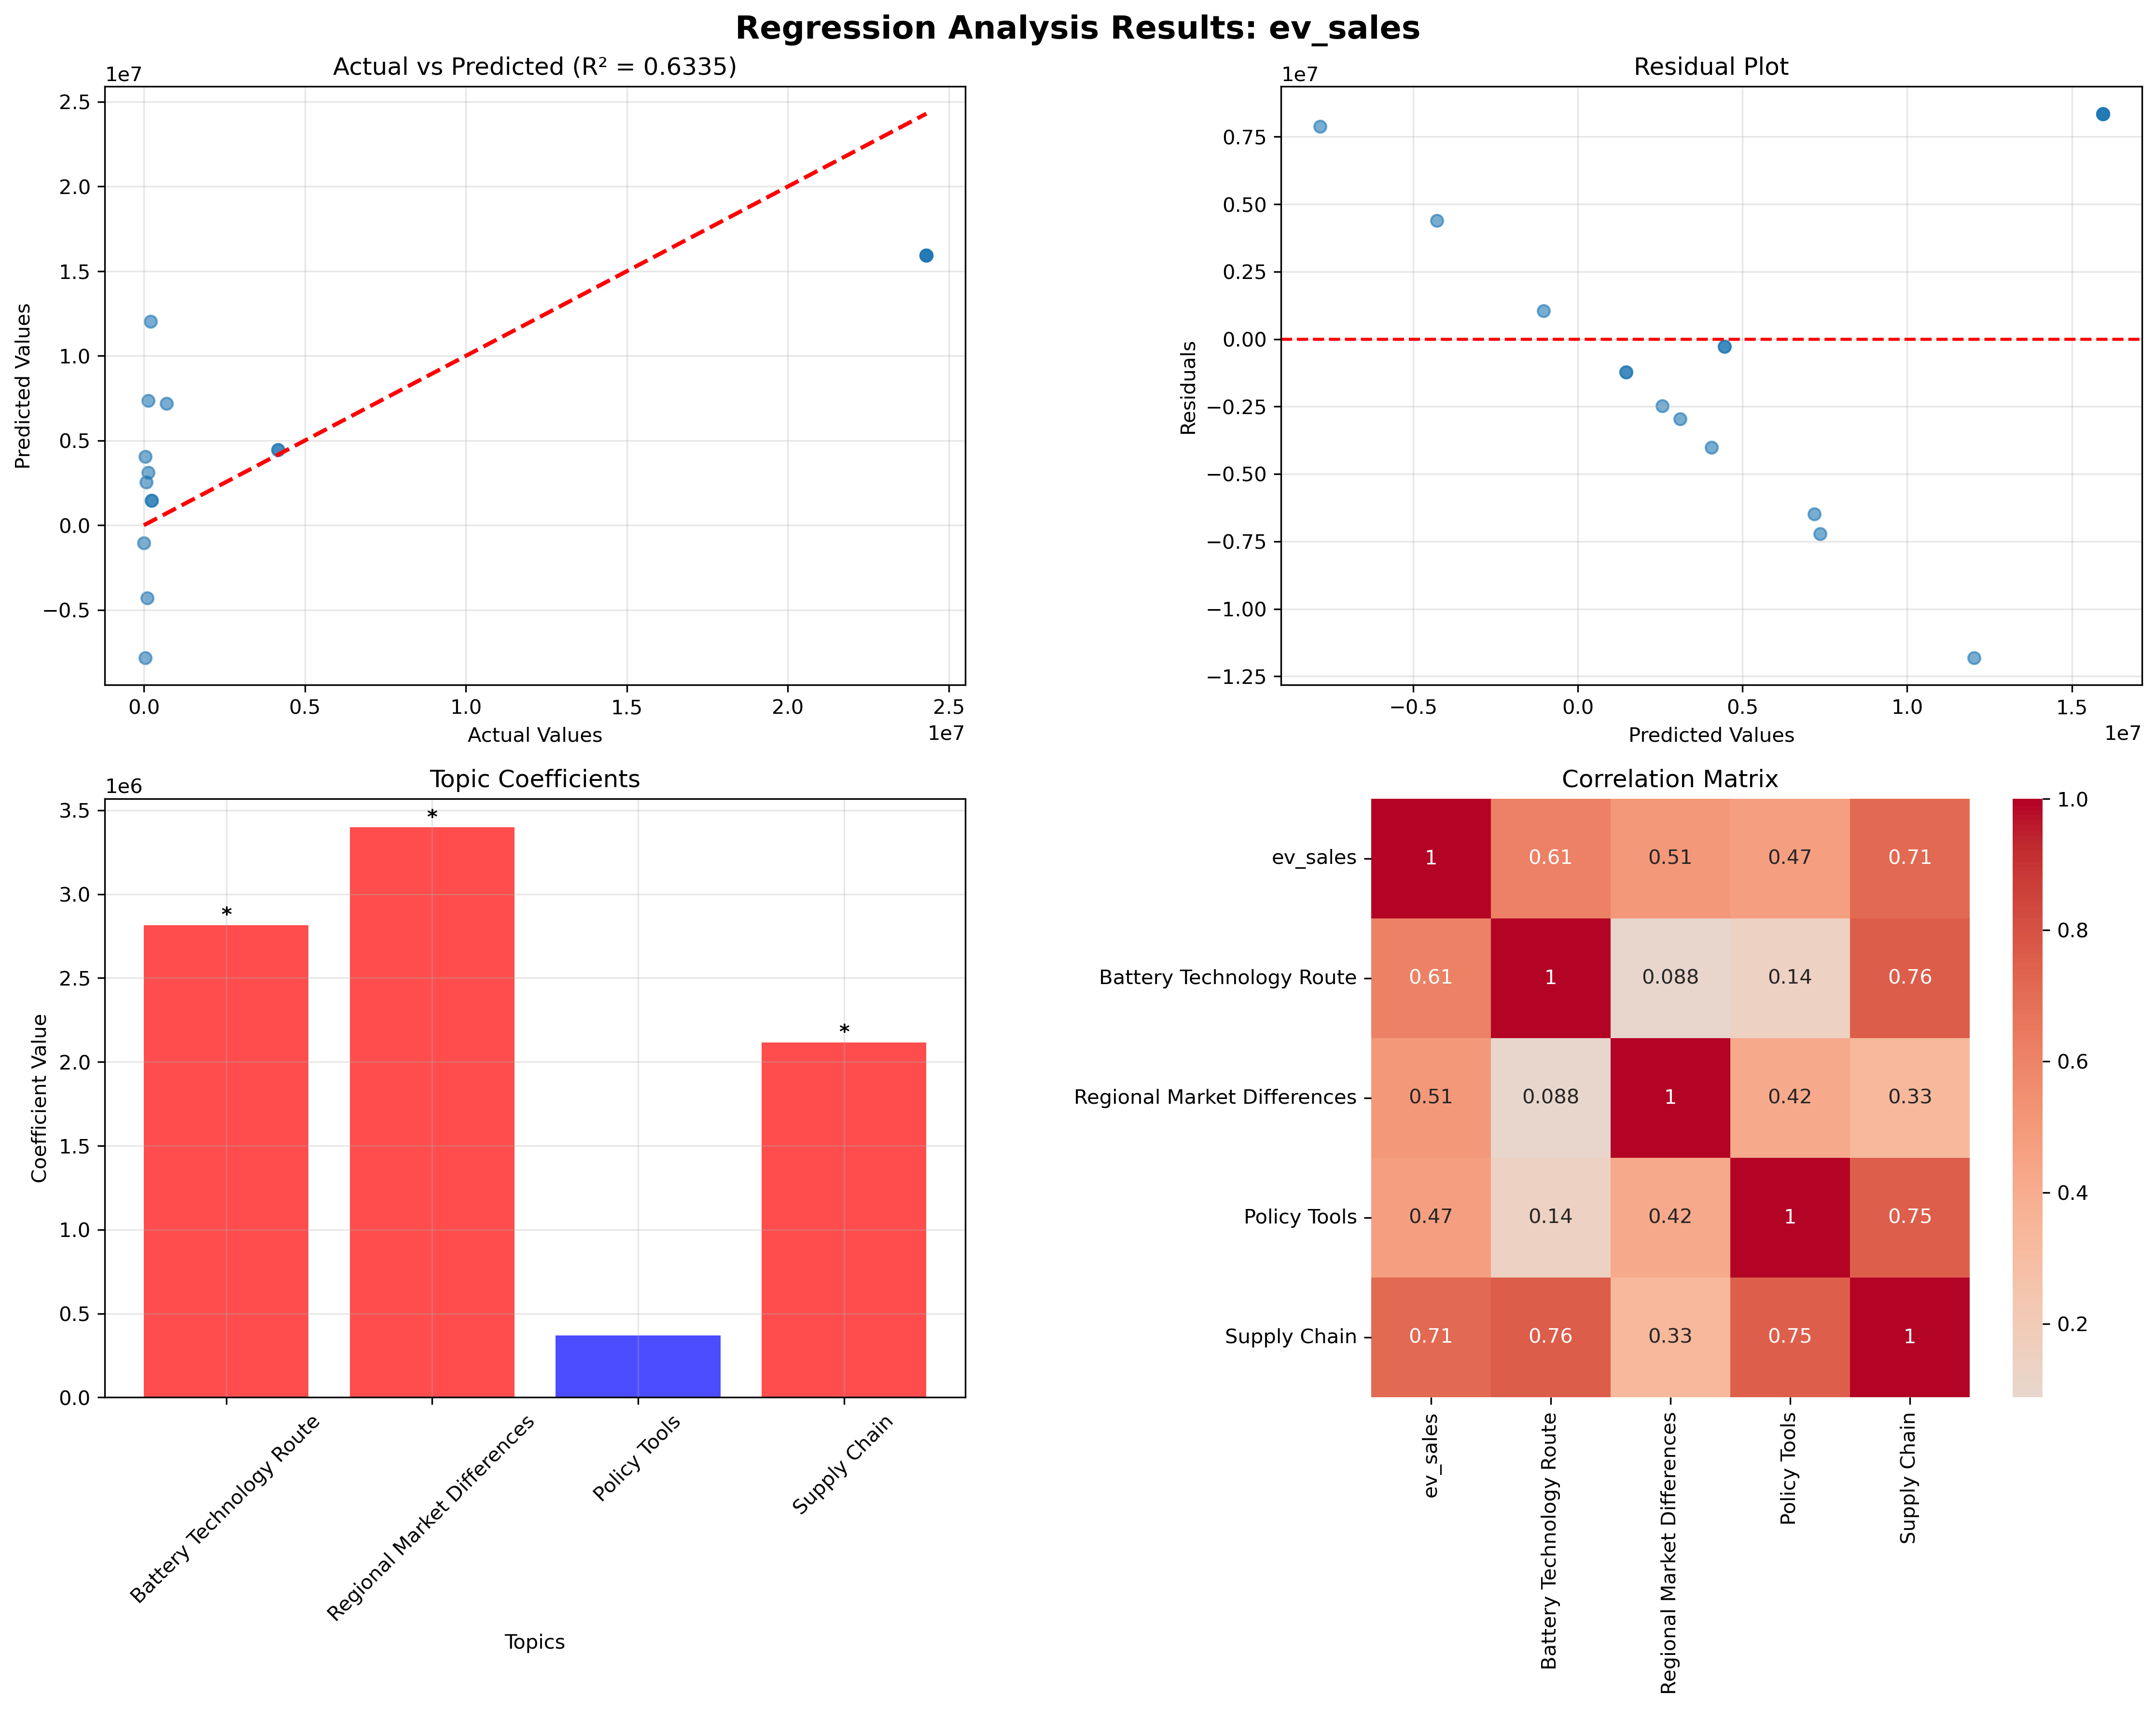 Regression Analysis Results: ev_sales
Actual vs Predicted (R² = 0.6335)
1e7
2.5
2.0
1.5
1.0
0.5
0.0
−0.5
Predicted Values
0.0 0.5 1.0 1.5 2.0 2.5
Actual Values
1e7
Residual Plot
1e7
0.75
0.50
0.25
0.00
−0.25
−0.50
−0.75
−1.00
−1.25
Residuals
−0.5 0.0 0.5 1.0 1.5
Predicted Values
1e7
Topic Coefficients
1e6
3.5
3.0
2.5
2.0
1.5
1.0
0.5
0.0
Coefficient Value
*
*
*
Battery Technology Route
Regional Market Differences
Policy Tools
Supply Chain
Topics
Correlation Matrix
ev_sales 1 0.61 0.51 0.47 0.71
Battery Technology Route 0.61 1 0.088 0.14 0.76
Regional Market Differences 0.51 0.088 1 0.42 0.33
Policy Tools 0.47 0.14 0.42 1 0.75
Supply Chain 0.71 0.76 0.33 0.75 1
ev_sales
Battery Technology Route
Regional Market Differences
Policy Tools
Supply Chain
1.0
0.8
0.6
0.4
0.2